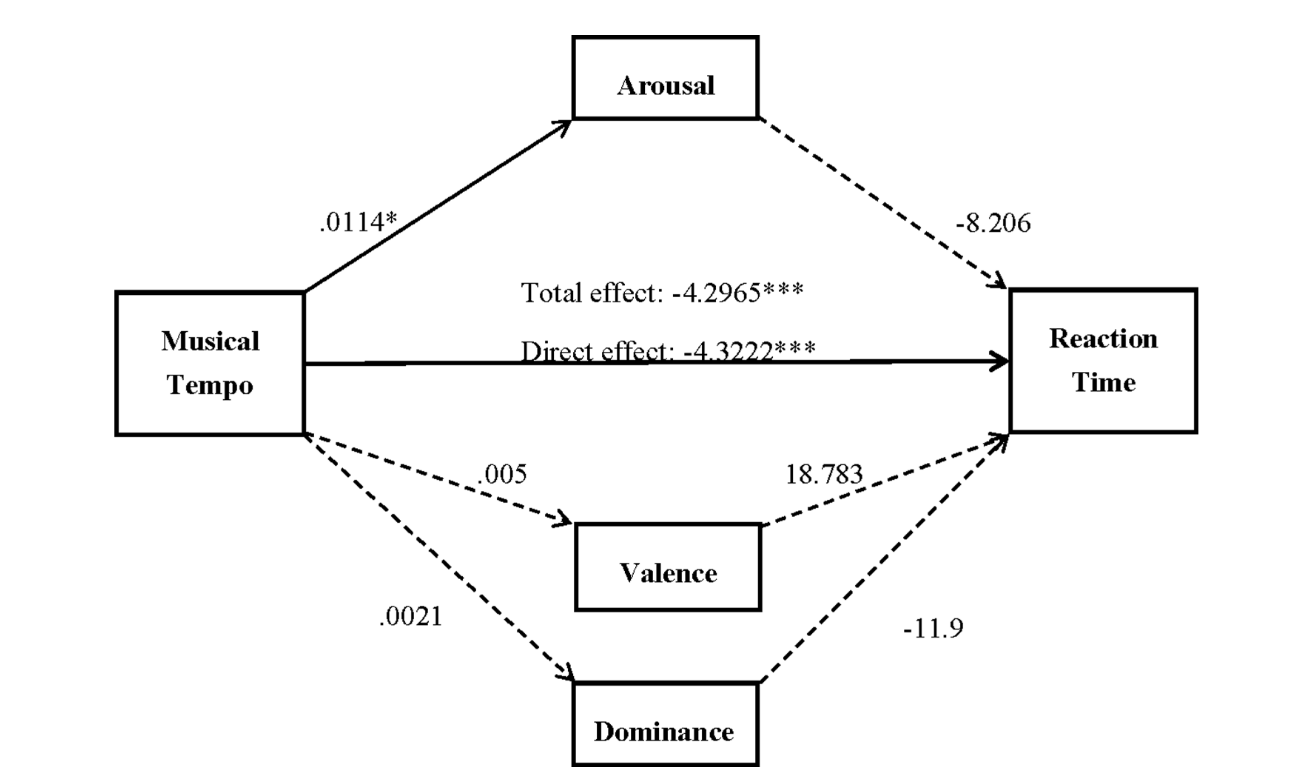 Arousal
.0114*
-8.206
Total effect: -4.2965***
Musical
Tempo
Direct effect: -4.3222***
Reaction
Time
.005
18.783
Valence
.0021
-11.9
Dominance